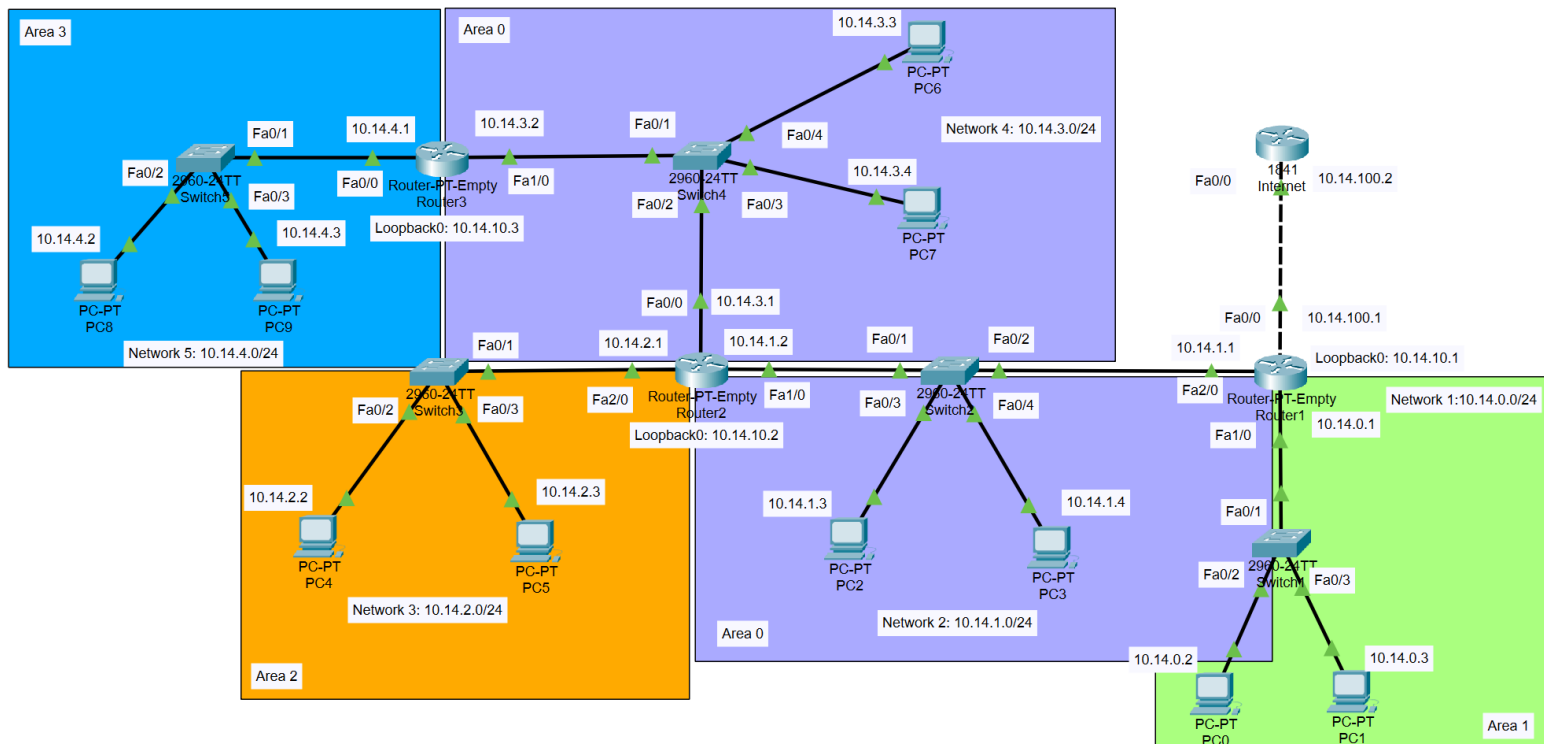 Area 3
Fa0/1
10.14.4.1
Fa0/2
Fa0/0
2960-24TT
Switch5
Fa0/3
10.14.4.2
10.14.4.3
PC-PT
PC8
PC-PT
PC9
Network 5: 10.14.4.0/24
Area 0
10.14.3.3
PC-PT
PC6
10.14.3.2
Fa0/1
Fa0/4
Network 4: 10.14.3.0/24
Router-PT-Empty
Router3
Fa1/0
2960-24TT
Switch4
10.14.3.4
Loopback0: 10.14.10.3
Fa0/2
Fa0/3
PC-PT
PC7
Fa0/0
10.14.3.1
Fa0/0
1841
Internet
10.14.100.2
Fa0/0
10.14.100.1
Fa0/1
10.14.2.1
10.14.1.2
Fa0/1
Fa0/2
10.14.1.1
Loopback0: 10.14.10.1
2960-24TT
Switch3
Fa0/2
Fa0/3
Fa2/0
Router-PT-Empty
Router2
Fa1/0
Loopback0: 10.14.10.2
2960-24TT
Switch2
Fa0/3
Fa0/4
Fa2/0
Router-PT-Empty
Router1
Network 1:10.14.0.0/24
Fa1/0
10.14.0.1
10.14.2.2
10.14.2.3
PC-PT
PC4
PC-PT
PC5
Network 3: 10.14.2.0/24
Area 2
10.14.1.3
10.14.1.4
PC-PT
PC2
PC-PT
PC3
Network 2: 10.14.1.0/24
Area 0
Fa0/1
2960-24TT
Switch1
Fa0/2
Fa0/3
10.14.0.2
10.14.0.3
PC-PT
PC0
PC-PT
PC1
Area 1